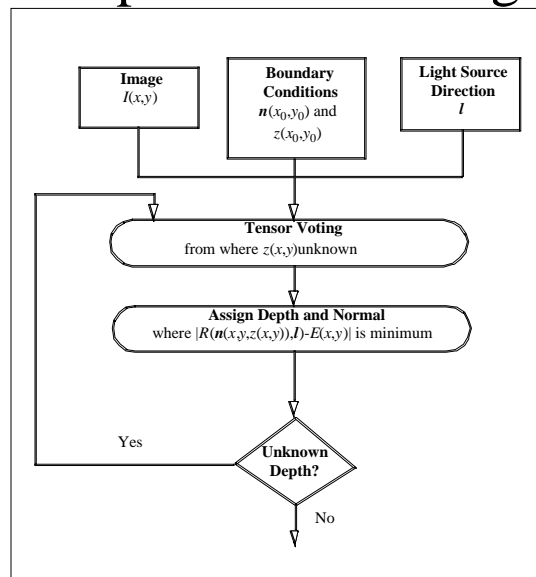 Image
I(x,y)
Boundary
Conditions
n(x₀,y₀) and
z(x₀,y₀)
Light Source
Direction
l
Tensor Voting
from where z(x,y)unknown
Assign Depth and Normal
where |R(n(x,y,z(x,y)),l)-E(x,y)| is minimum
Yes
Unknown
Depth?
No